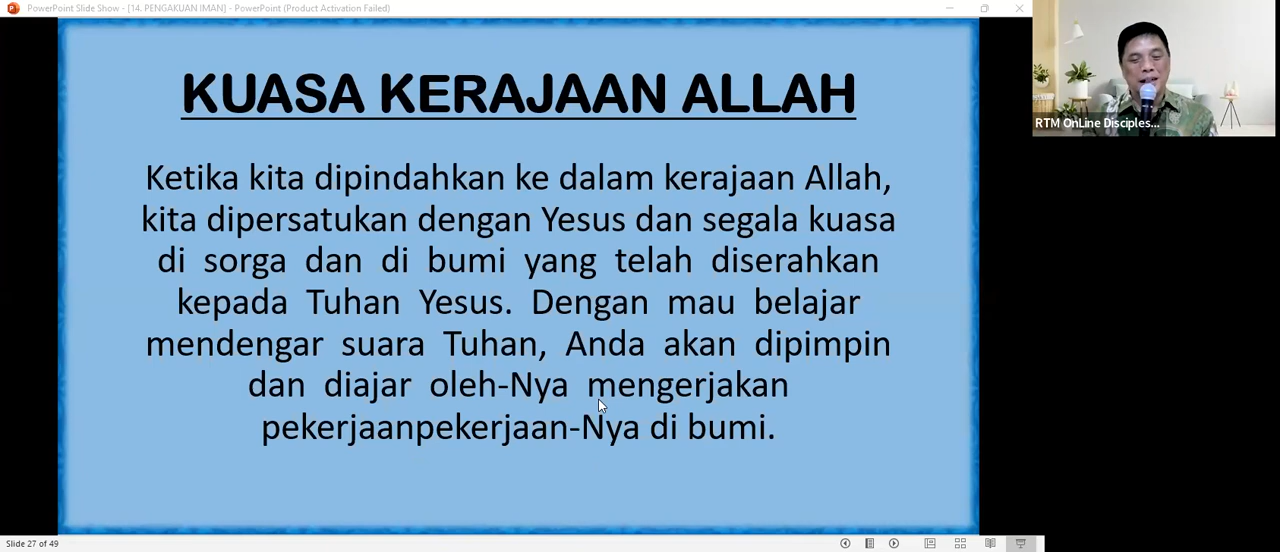 PowerPoint Slide Show - [14. PENGAKUAN IMAN] - PowerPoint (Product Activation Failed)
KUASA KERAJAAN ALLAH
Ketika kita dipindahkan ke dalam kerajaan Allah,
kita dipersatukan dengan Yesus dan segala kuasa
di sorga dan di bumi yang telah diserahkan
kepada Tuhan Yesus. Dengan mau belajar
mendengar suara Tuhan, Anda akan dipimpin
dan diajar oleh-Nya mengerjakan
pekerjaanpekerjaan-Nya di bumi.
RTM OnLine Disciples...
Slide 27 of 49